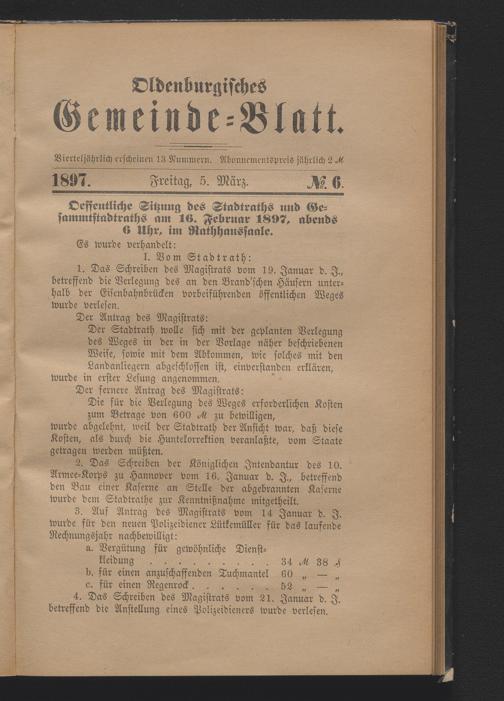 Oldenburgisches
Gemeinde-Blatt.
Vierteljährlich erscheinen 13 Nummern. Abonnementspreis jährlich 2 ℳ
1897. Freitag, 5. März. № 6.
Oeffentliche Sitzung des Stadtraths und Ge-
sammtstadtraths am 16. Februar 1897, abends
6 Uhr, im Rathhaussaale.
Es wurde verhandelt:
I. Vom Stadtrath:
1. Das Schreiben des Magistrats vom 19. Januar d. J.,
betreffend die Verlegung des an den Brand'schen Häusern unter-
halb der Eisenbahnbrücken vorbeiführenden öffentlichen Weges
wurde verlesen.
Der Antrag des Magistrats:
Der Stadtrath wolle sich mit der geplanten Verlegung
des Weges in der in der Vorlage näher beschriebenen
Weise, sowie mit dem Abkommen, wie solches mit den
Landanliegern abgeschlossen ist, einverstanden erklären,
wurde in erster Lesung angenommen.
Der fernere Antrag des Magistrats:
Die für die Verlegung des Weges erforderlichen Kosten
zum Betrage von 600 ℳ zu bewilligen,
wurde abgelehnt, weil der Stadtrath der Ansicht war, daß diese
Kosten, als durch die Huntekorrektion veranlaßt, vom Staate
getragen werden müßten.
2. Das Schreiben der Königlichen Intendantur des 10.
Armee-Korps zu Hannover vom 16. Januar d. J., betreffend
den Bau einer Kaserne an Stelle der abgebrannten Kaserne
wurde dem Stadtrathe zur Kenntnißnahme mitgetheilt.
3. Auf Antrag des Magistrats vom 14 Januar d. J.
wurde für den neuen Polizeidiener Lütkemüller für das laufende
Rechnungsjahr nachbewilligt:
a. Vergütung für gewöhnliche Dienst-
kleidung . . . . . . . . . 34 ℳ 38 ₰
b. für einen anzuschaffenden Tuchmantel 60 „ — „
c. für einen Regenrock . . . . . . 52 „ — „
4. Das Schreiben des Magistrats vom 21. Januar d. J.
betreffend die Anstellung eines Polizeidieners wurde verlesen.